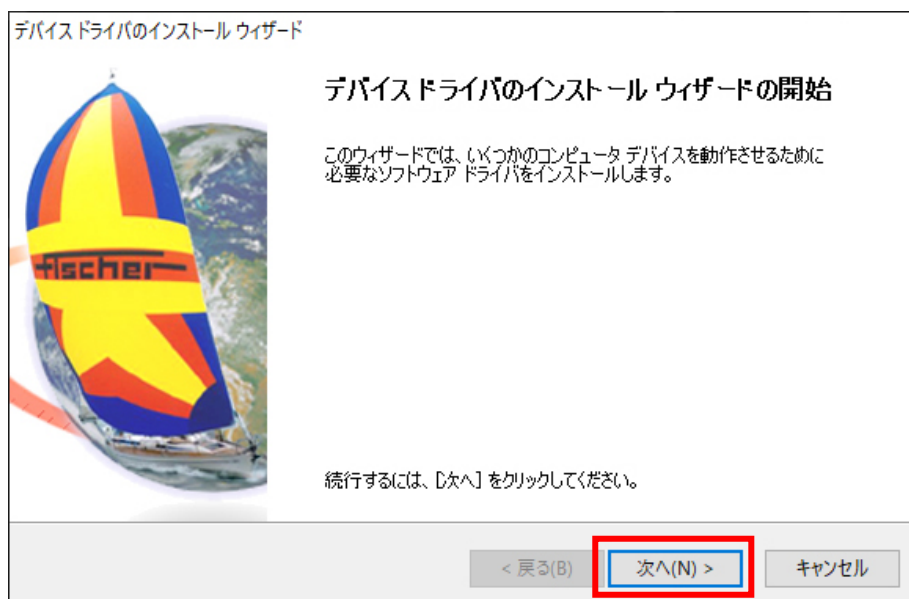 デバイス ドライバのインストール ウィザード
デバイス ドライバのインストール ウィザードの開始
このウィザードでは、いくつかのコンピュータ デバイスを動作させるために
必要なソフトウェア ドライバをインストールします。
fischer
続行するには、[次へ] をクリックしてください。
< 戻る(B)
次へ(N) >
キャンセル